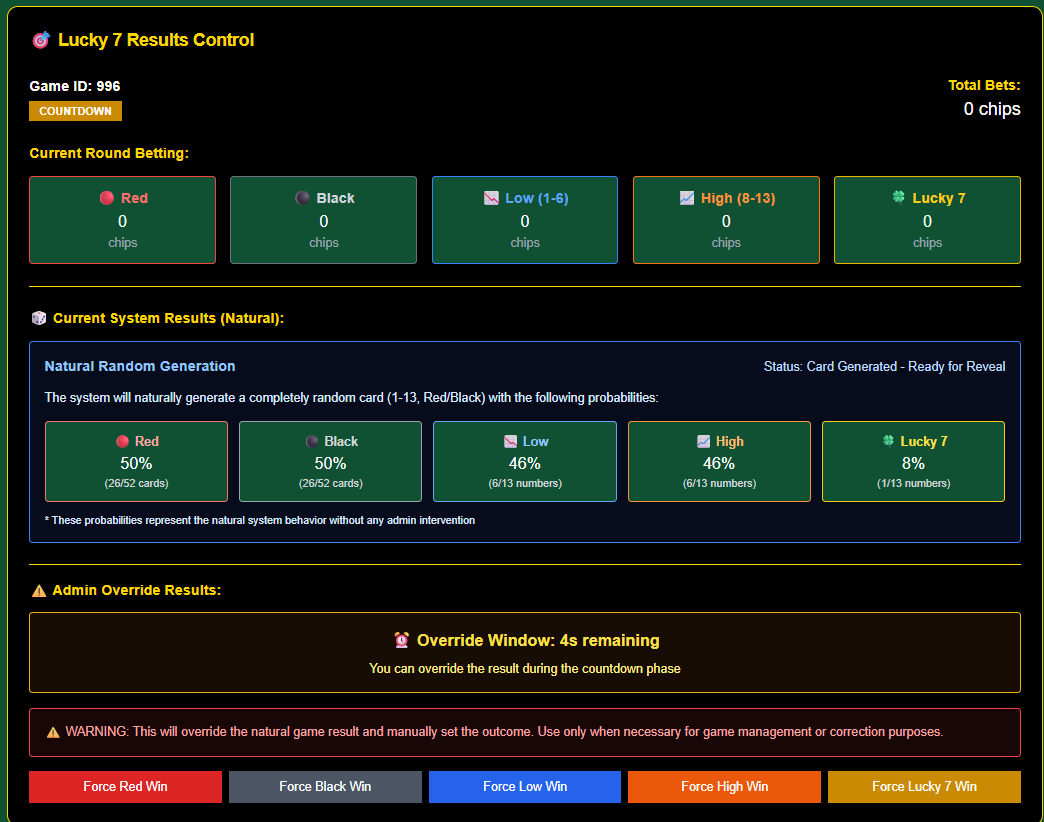 🎯 Lucky 7 Results Control
Game ID: 996
COUNTDOWN
Total Bets:
0 chips
Current Round Betting:
Red
0
chips
Black
0
chips
Low (1-6)
0
chips
High (8-13)
0
chips
Lucky 7
0
chips
Current System Results (Natural):
Natural Random Generation
Status: Card Generated - Ready for Reveal
The system will naturally generate a completely random card (1-13, Red/Black) with the following probabilities:
Red
50%
(26/52 cards)
Black
50%
(26/52 cards)
Low
46%
(6/13 numbers)
High
46%
(6/13 numbers)
Lucky 7
8%
(1/13 numbers)
* These probabilities represent the natural system behavior without any admin intervention
Admin Override Results:
Override Window: 4s remaining
You can override the result during the countdown phase
WARNING: This will override the natural game result and manually set the outcome. Use only when necessary for game management or correction purposes.
Force Red Win
Force Black Win
Force Low Win
Force High Win
Force Lucky 7 Win